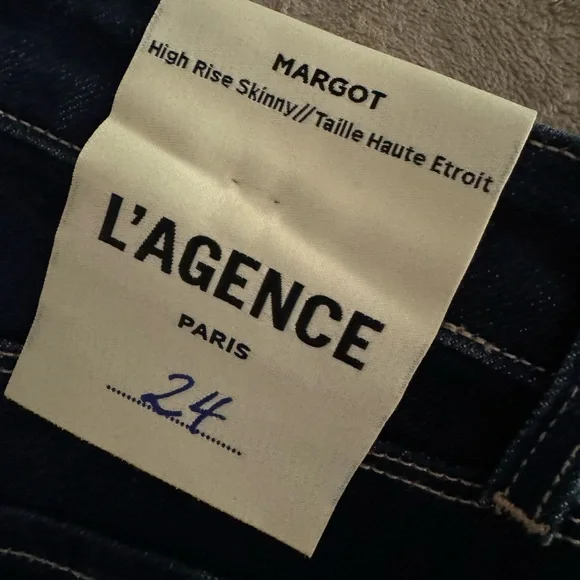 MARGOT
High Rise Skinny//Taille Haute Etroit
L'AGENCE
PARIS
24